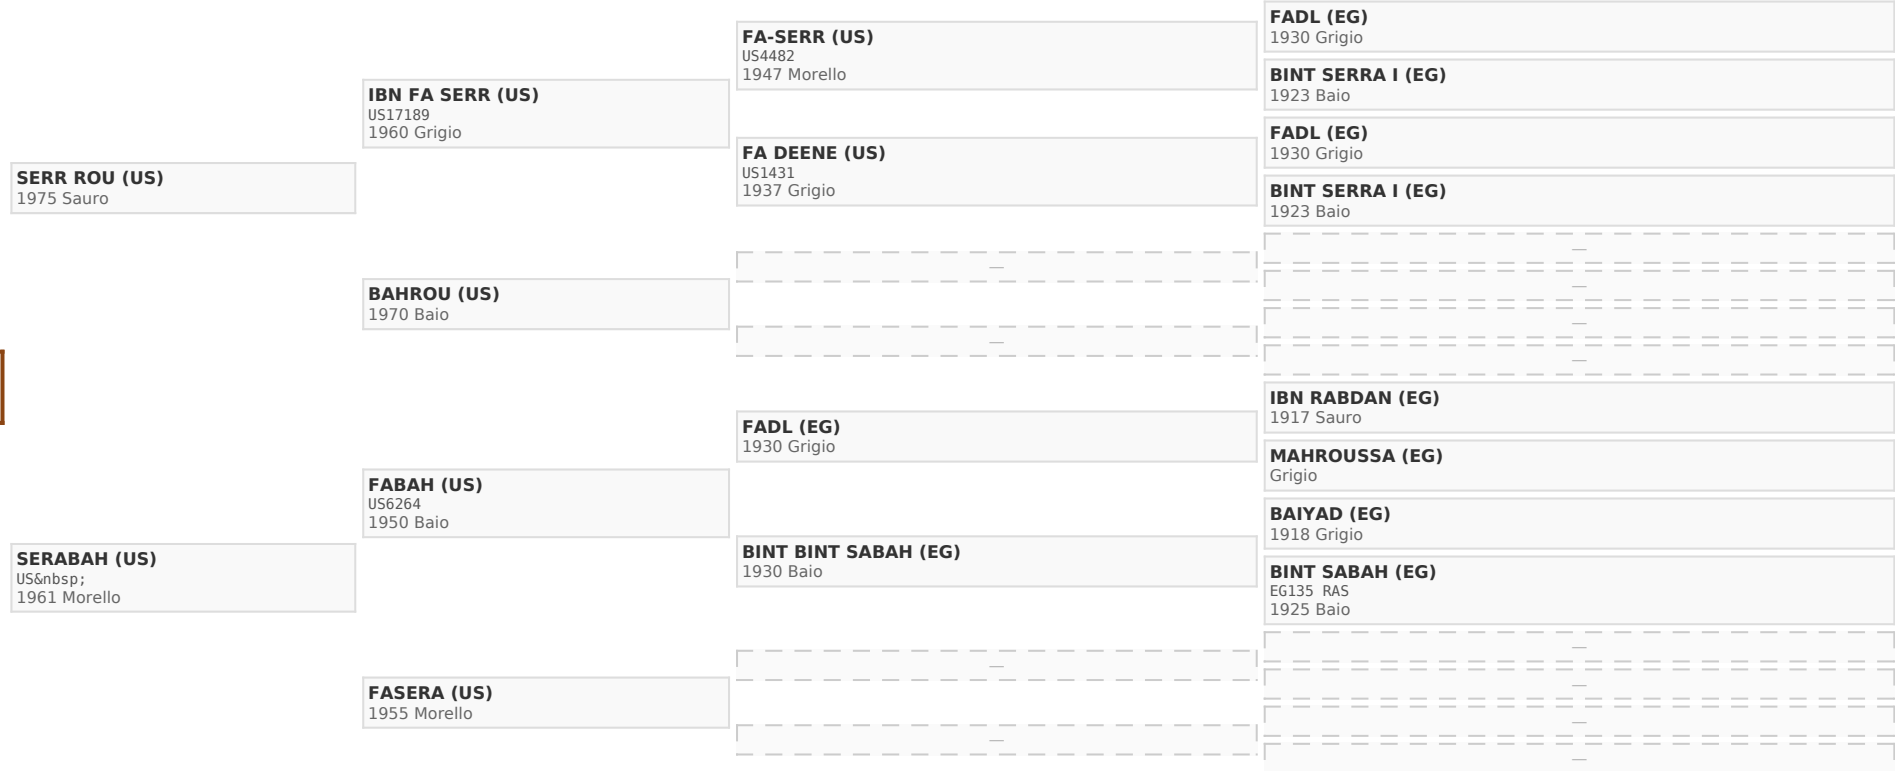 SERR ROU (US)
1975 Sauro
SERABAH (US)
US&nbsp;
1961 Morello
IBN FA SERR (US)
US17189
1960 Grigio
BAHROU (US)
1970 Baio
FABAH (US)
US6264
1950 Baio
FASERA (US)
1955 Morello
FA-SERR (US)
US4482
1947 Morello
FA DEENE (US)
US1431
1937 Grigio
—
—
FADL (EG)
1930 Grigio
BINT BINT SABAH (EG)
1930 Baio
—
—
FADL (EG)
1930 Grigio
BINT SERRA I (EG)
1923 Baio
FADL (EG)
1930 Grigio
BINT SERRA I (EG)
1923 Baio
—
—
—
—
IBN RABDAN (EG)
1917 Sauro
MAHROUSSA (EG)
Grigio
BAIYAD (EG)
1918 Grigio
BINT SABAH (EG)
EG135 RAS
1925 Baio
—
—
—
—